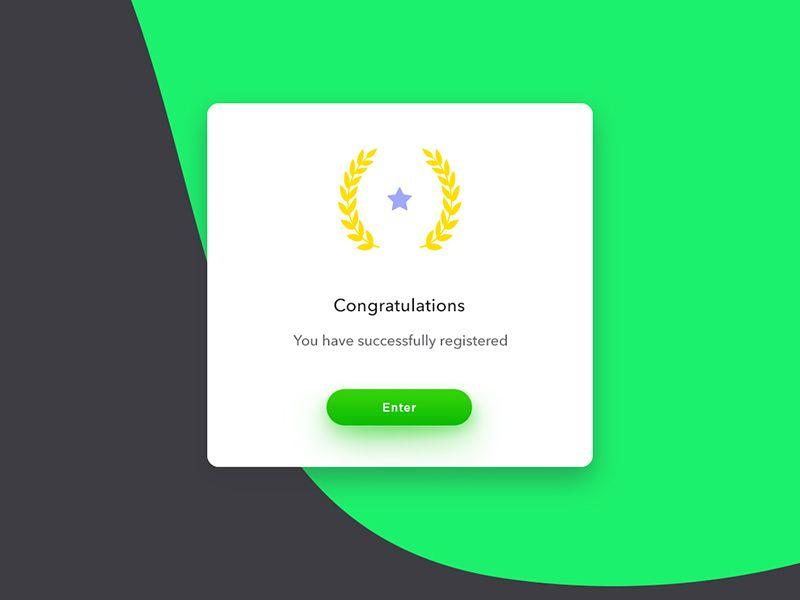 Congratulations
You have successfully registered
Enter